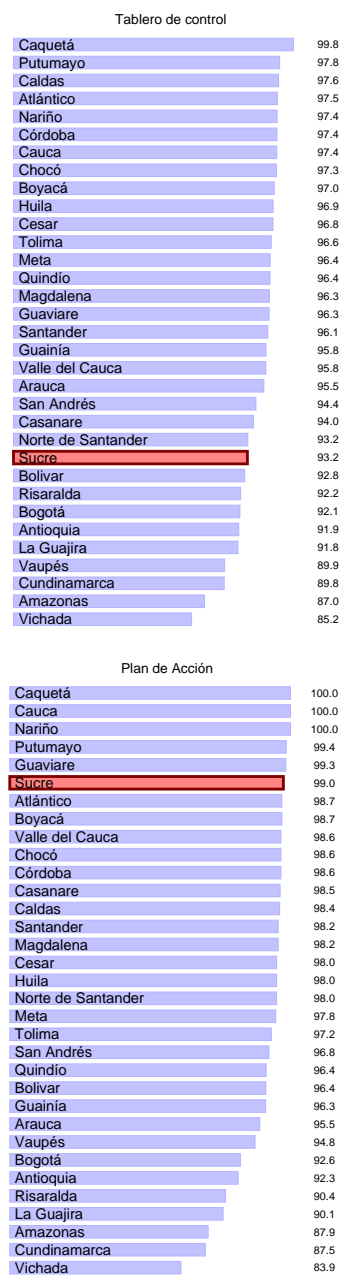 Tablero de control
Caquetá 99.8
Putumayo 97.8
Caldas 97.6
Atlántico 97.5
Nariño 97.4
Córdoba 97.4
Cauca 97.4
Chocó 97.3
Boyacá 97.0
Huila 96.9
Cesar 96.8
Tolima 96.6
Meta 96.4
Quindío 96.4
Magdalena 96.3
Guaviare 96.3
Santander 96.1
Guainía 95.8
Valle del Cauca 95.8
Arauca 95.5
San Andrés 94.4
Casanare 94.0
Norte de Santander 93.2
Sucre 93.2
Bolivar 92.8
Risaralda 92.2
Bogotá 92.1
Antioquia 91.9
La Guajira 91.8
Vaupés 89.9
Cundinamarca 89.8
Amazonas 87.0
Vichada 85.2
Plan de Acción
Caquetá 100.0
Cauca 100.0
Nariño 100.0
Putumayo 99.4
Guaviare 99.3
Sucre 99.0
Atlántico 98.7
Boyacá 98.7
Valle del Cauca 98.6
Chocó 98.6
Córdoba 98.6
Casanare 98.5
Caldas 98.4
Santander 98.2
Magdalena 98.2
Cesar 98.0
Huila 98.0
Norte de Santander 98.0
Meta 97.8
Tolima 97.2
San Andrés 96.8
Quindío 96.4
Bolivar 96.4
Guainía 96.3
Arauca 95.5
Vaupés 94.8
Bogotá 92.6
Antioquia 92.3
Risaralda 90.4
La Guajira 90.1
Amazonas 87.9
Cundinamarca 87.5
Vichada 83.9